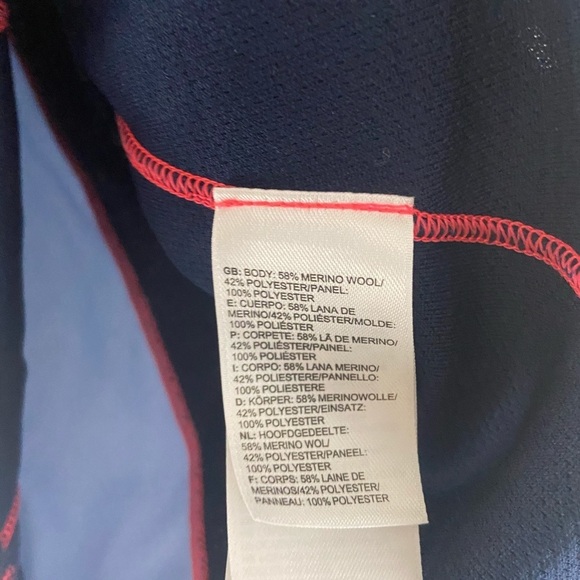 GB: BODY: 58% MERINO WOOL/
42% POLYESTER/PANEL:
100% POLYESTER
E: CUERPO: 58% LANA DE
MERINO/42% POLIÉSTER/MOLDE:
100% POLIÉSTER
P: CORPETE: 58% LÃ DE MERINO/
42% POLIÉSTER/PAINEL:
100% POLIÉSTER
I: CORPO: 58% LANA MERINO/
42% POLIESTERE/PANNELLO:
100% POLIESTERE
D: KÖRPER: 58% MERINOWOLLE/
42% POLYESTER/EINSATZ:
100% POLYESTER
NL: HOOFDGEDEELTE:
58% MERINO WOL/
42% POLYESTER/PANEEL:
100% POLYESTER
F: CORPS: 58% LAINE DE
MERINOS/42% POLYESTER/
PANNEAU: 100% POLYESTER